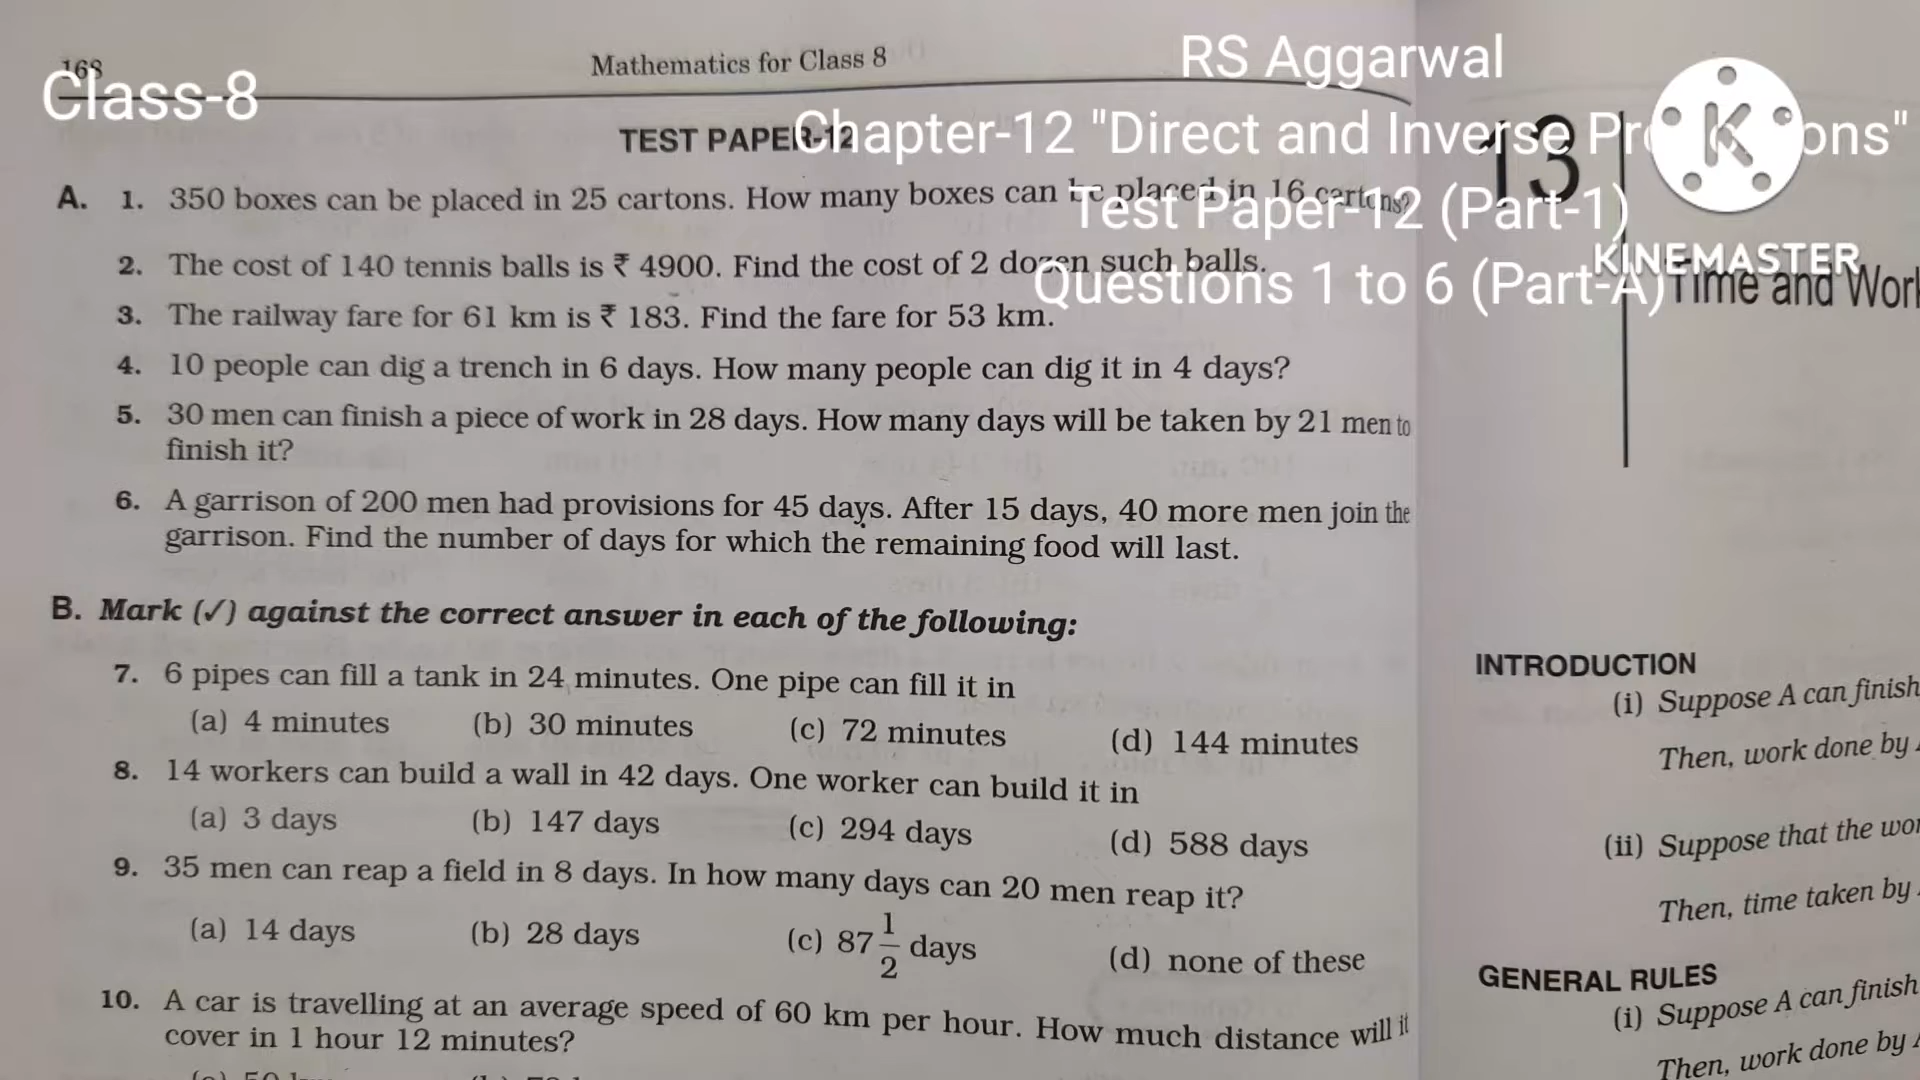 168
Mathematics for Class 8
RS Aggarwal
Class-8
TEST PAPER-12
Chapter-12 "Direct and Inverse Pr ons"
A. 1. 350 boxes can be placed in 25 cartons. How many boxes can be placed in 16 cartons?
Test Paper-12 (Part-1)
2. The cost of 140 tennis balls is ₹ 4900. Find the cost of 2 dozen such balls.
Questions 1 to 6 (Part-A)
3. The railway fare for 61 km is ₹ 183. Find the fare for 53 km.
4. 10 people can dig a trench in 6 days. How many people can dig it in 4 days?
5. 30 men can finish a piece of work in 28 days. How many days will be taken by 21 men to
finish it?
6. A garrison of 200 men had provisions for 45 days. After 15 days, 40 more men join the
garrison. Find the number of days for which the remaining food will last.
B. Mark (✓) against the correct answer in each of the following:
7. 6 pipes can fill a tank in 24 minutes. One pipe can fill it in
(a) 4 minutes (b) 30 minutes (c) 72 minutes (d) 144 minutes
8. 14 workers can build a wall in 42 days. One worker can build it in
(a) 3 days (b) 147 days (c) 294 days (d) 588 days
9. 35 men can reap a field in 8 days. In how many days can 20 men reap it?
(a) 14 days (b) 28 days (c) 87 1/2 days (d) none of these
10. A car is travelling at an average speed of 60 km per hour. How much distance will it
cover in 1 hour 12 minutes?
13
K
KINEMASTER
Time and Work
INTRODUCTION
(i) Suppose A can finish
Then, work done by
(ii) Suppose that the wor
Then, time taken by
GENERAL RULES
(i) Suppose A can finish
Then, work done by